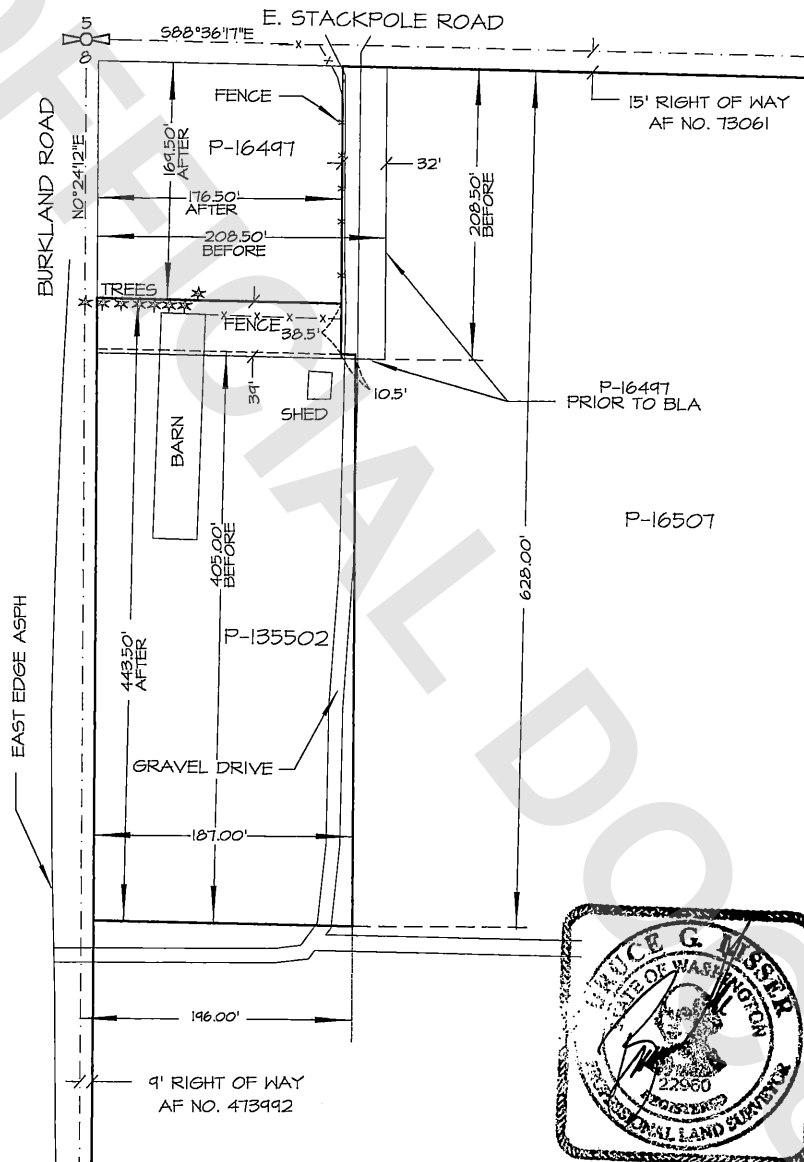 5
8
S88°36'17"E
E. STACKPOLE ROAD
15' RIGHT OF WAY
AF NO. 73061
BURKLAND ROAD
N0°24'12"E
FENCE
P-16497
169.50'
AFTER
176.50'
AFTER
208.50'
BEFORE
32'
208.50'
BEFORE
TREES
FENCE
38.5'
39'
10.5'
SHED
P-16497
PRIOR TO BLA
BARN
405.00'
BEFORE
628.00'
P-16507
P-135502
443.50'
AFTER
EAST EDGE ASPH
GRAVEL DRIVE
187.00'
196.00'
9' RIGHT OF WAY
AF NO. 473992
BRUCE G. LISSER
STATE OF WASHINGTON
22960
REGISTERED
PROFESSIONAL LAND SURVEYOR